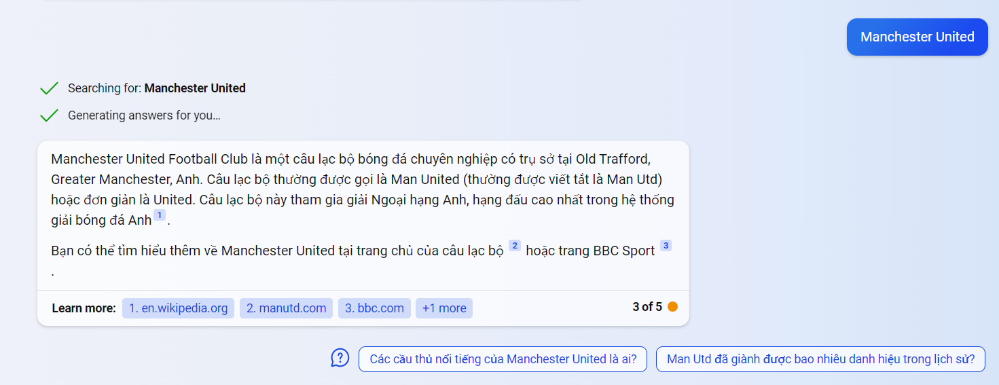 Manchester United
Searching for: Manchester United
Generating answers for you...
Manchester United Football Club là một câu lạc bộ bóng đá chuyên nghiệp có trụ sở tại Old Trafford,
Greater Manchester, Anh. Câu lạc bộ thường được gọi là Man United (thường được viết tắt là Man Utd)
hoặc đơn giản là United. Câu lạc bộ này tham gia giải Ngoại hạng Anh, hạng đấu cao nhất trong hệ thống
giải bóng đá Anh 1 .
Bạn có thể tìm hiểu thêm về Manchester United tại trang chủ của câu lạc bộ 2 hoặc trang BBC Sport 3
.
Learn more: 1. en.wikipedia.org 2. manutd.com 3. bbc.com +1 more 3 of 5
Các cầu thủ nổi tiếng của Manchester United là ai? Man Utd đã giành được bao nhiêu danh hiệu trong lịch sử?